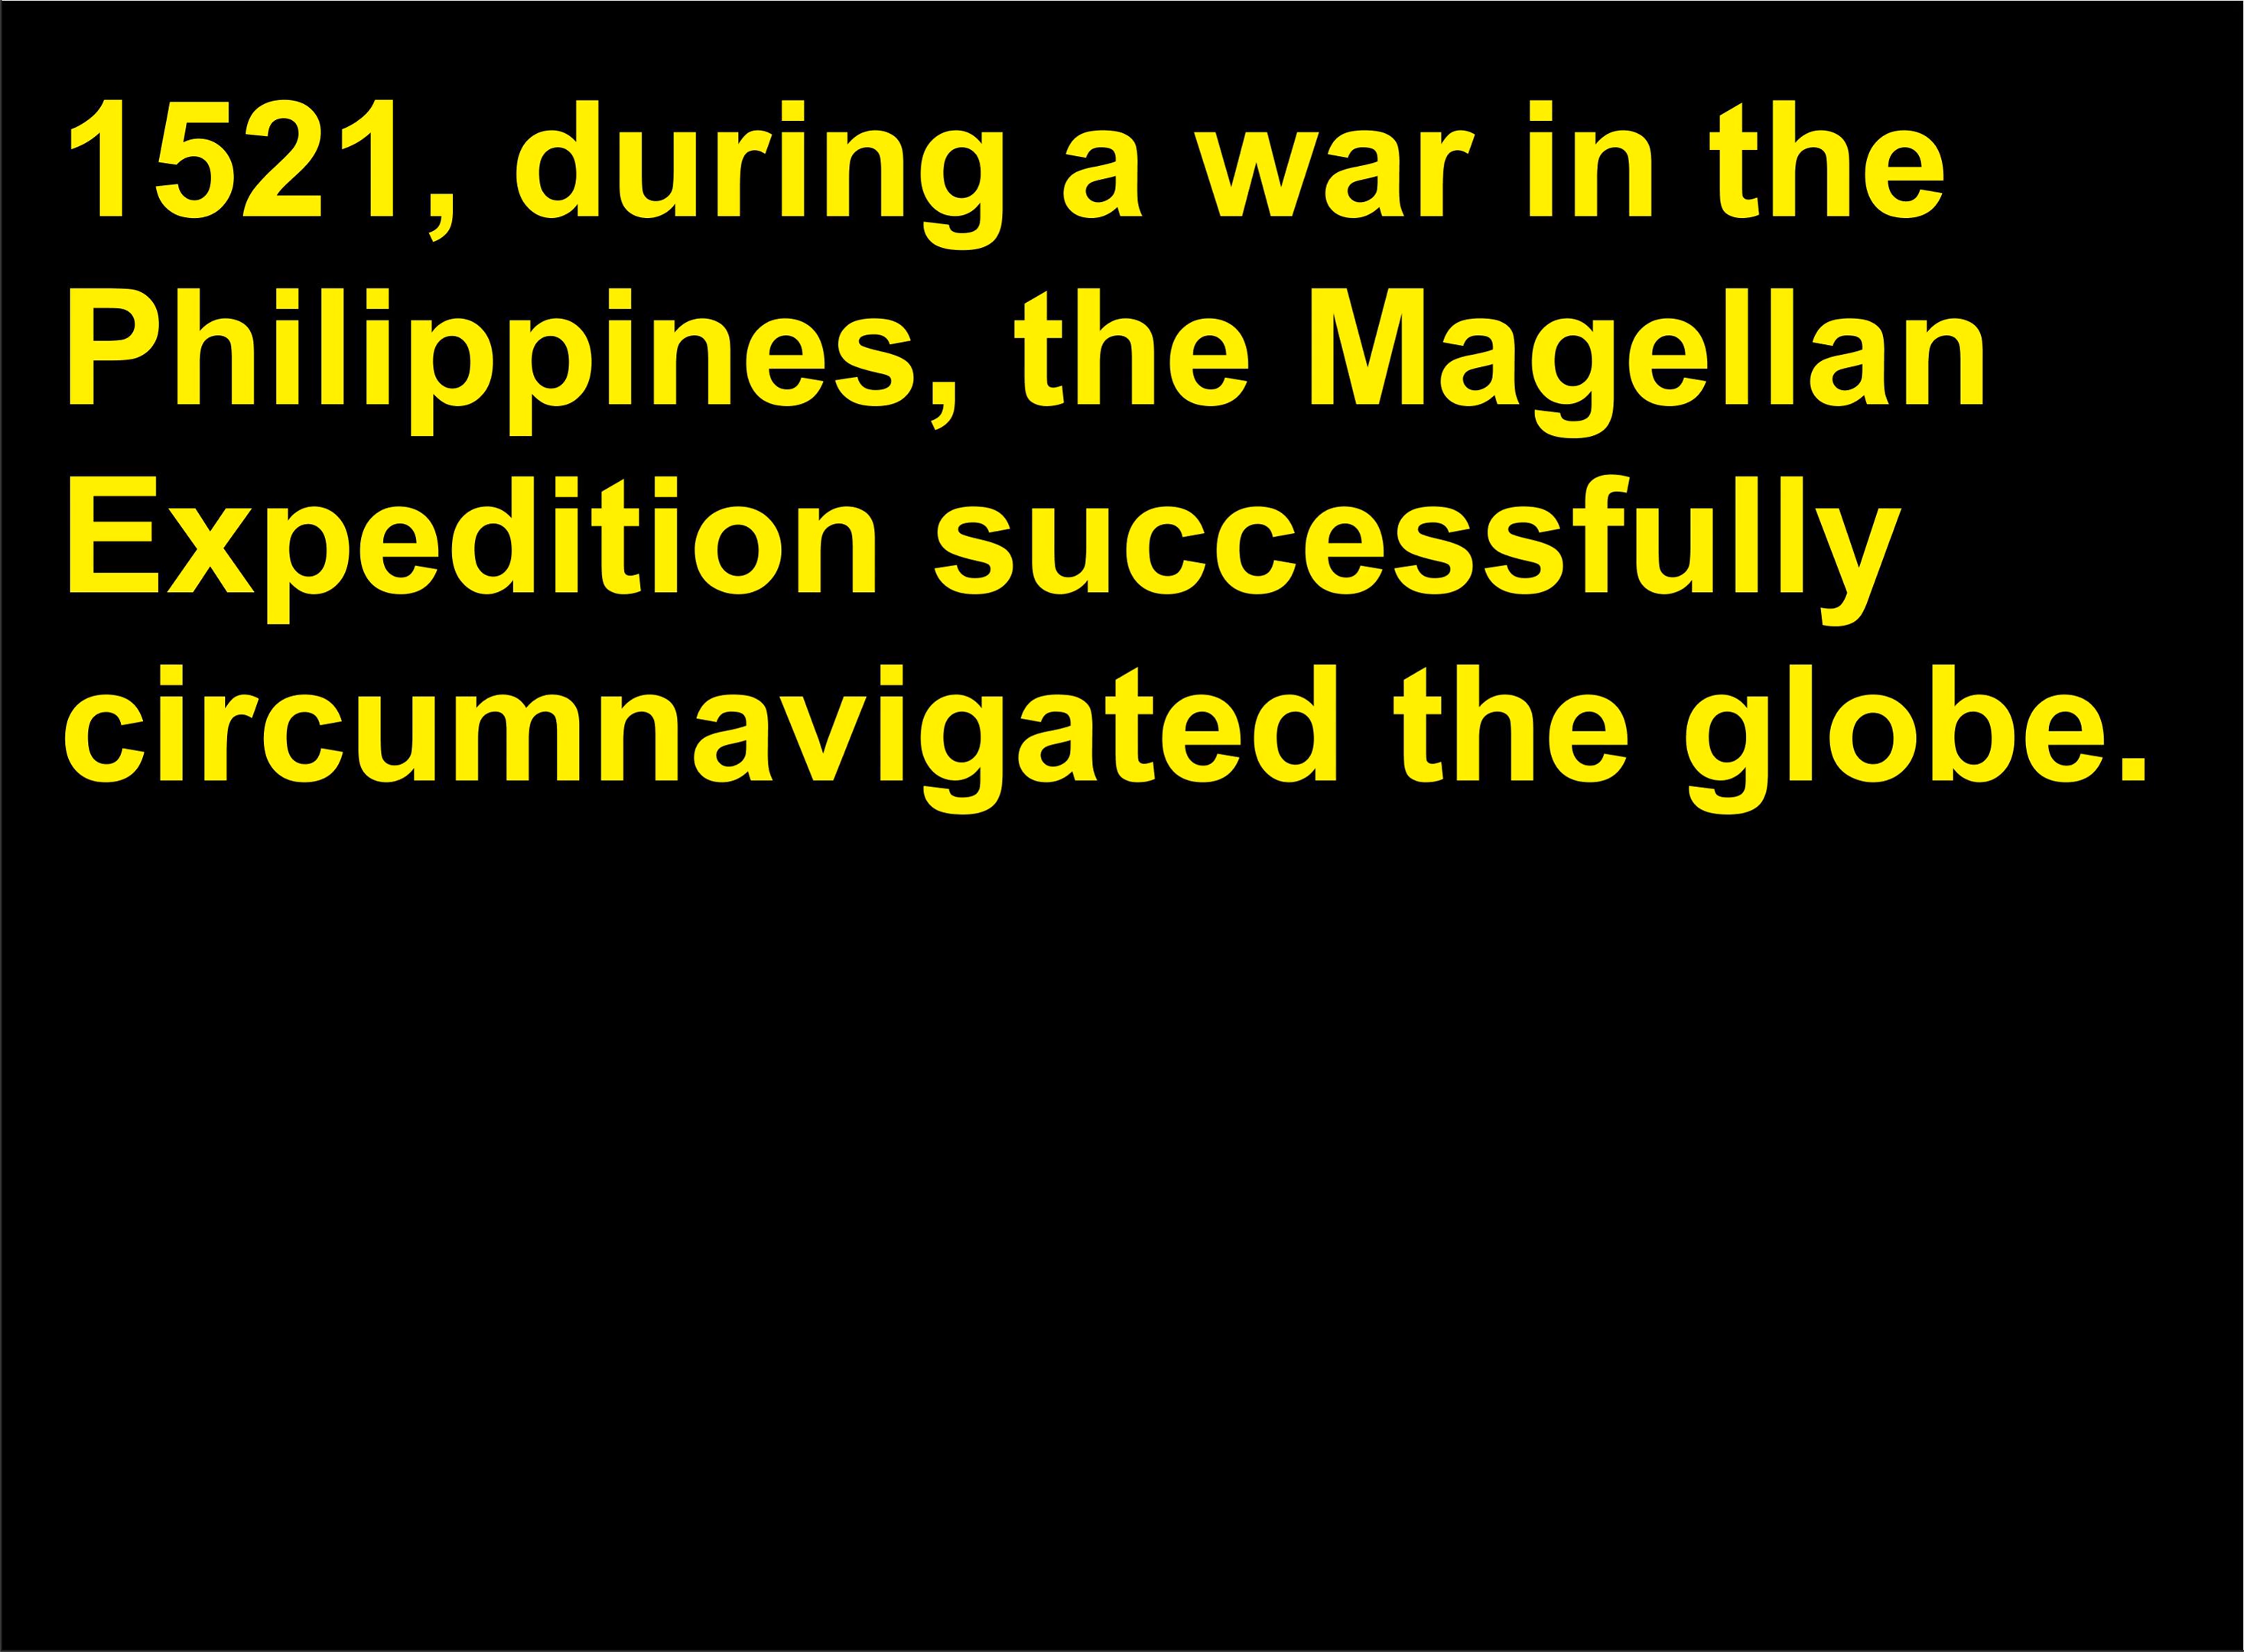 1521, during a war in the
Philippines, the Magellan
Expedition successfully
circumnavigated the globe.